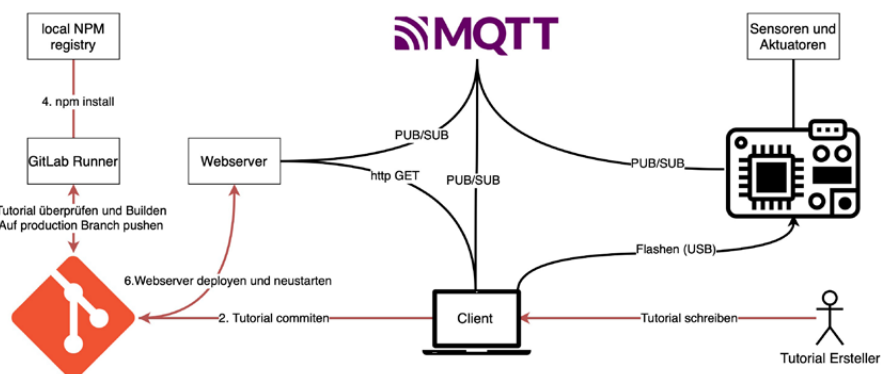 local NPM
registry
MQTT
Sensoren und
Aktuatoren
4. npm install
PUB/SUB
GitLab Runner
Webserver
http GET
PUB/SUB
PUB/SUB
Tutorial überprüfen und Builden
Auf production Branch pushen
Flashen (USB)
6.Webserver deployen und neustarten
2. Tutorial commiten
Client
Tutorial schreiben
Tutorial Ersteller